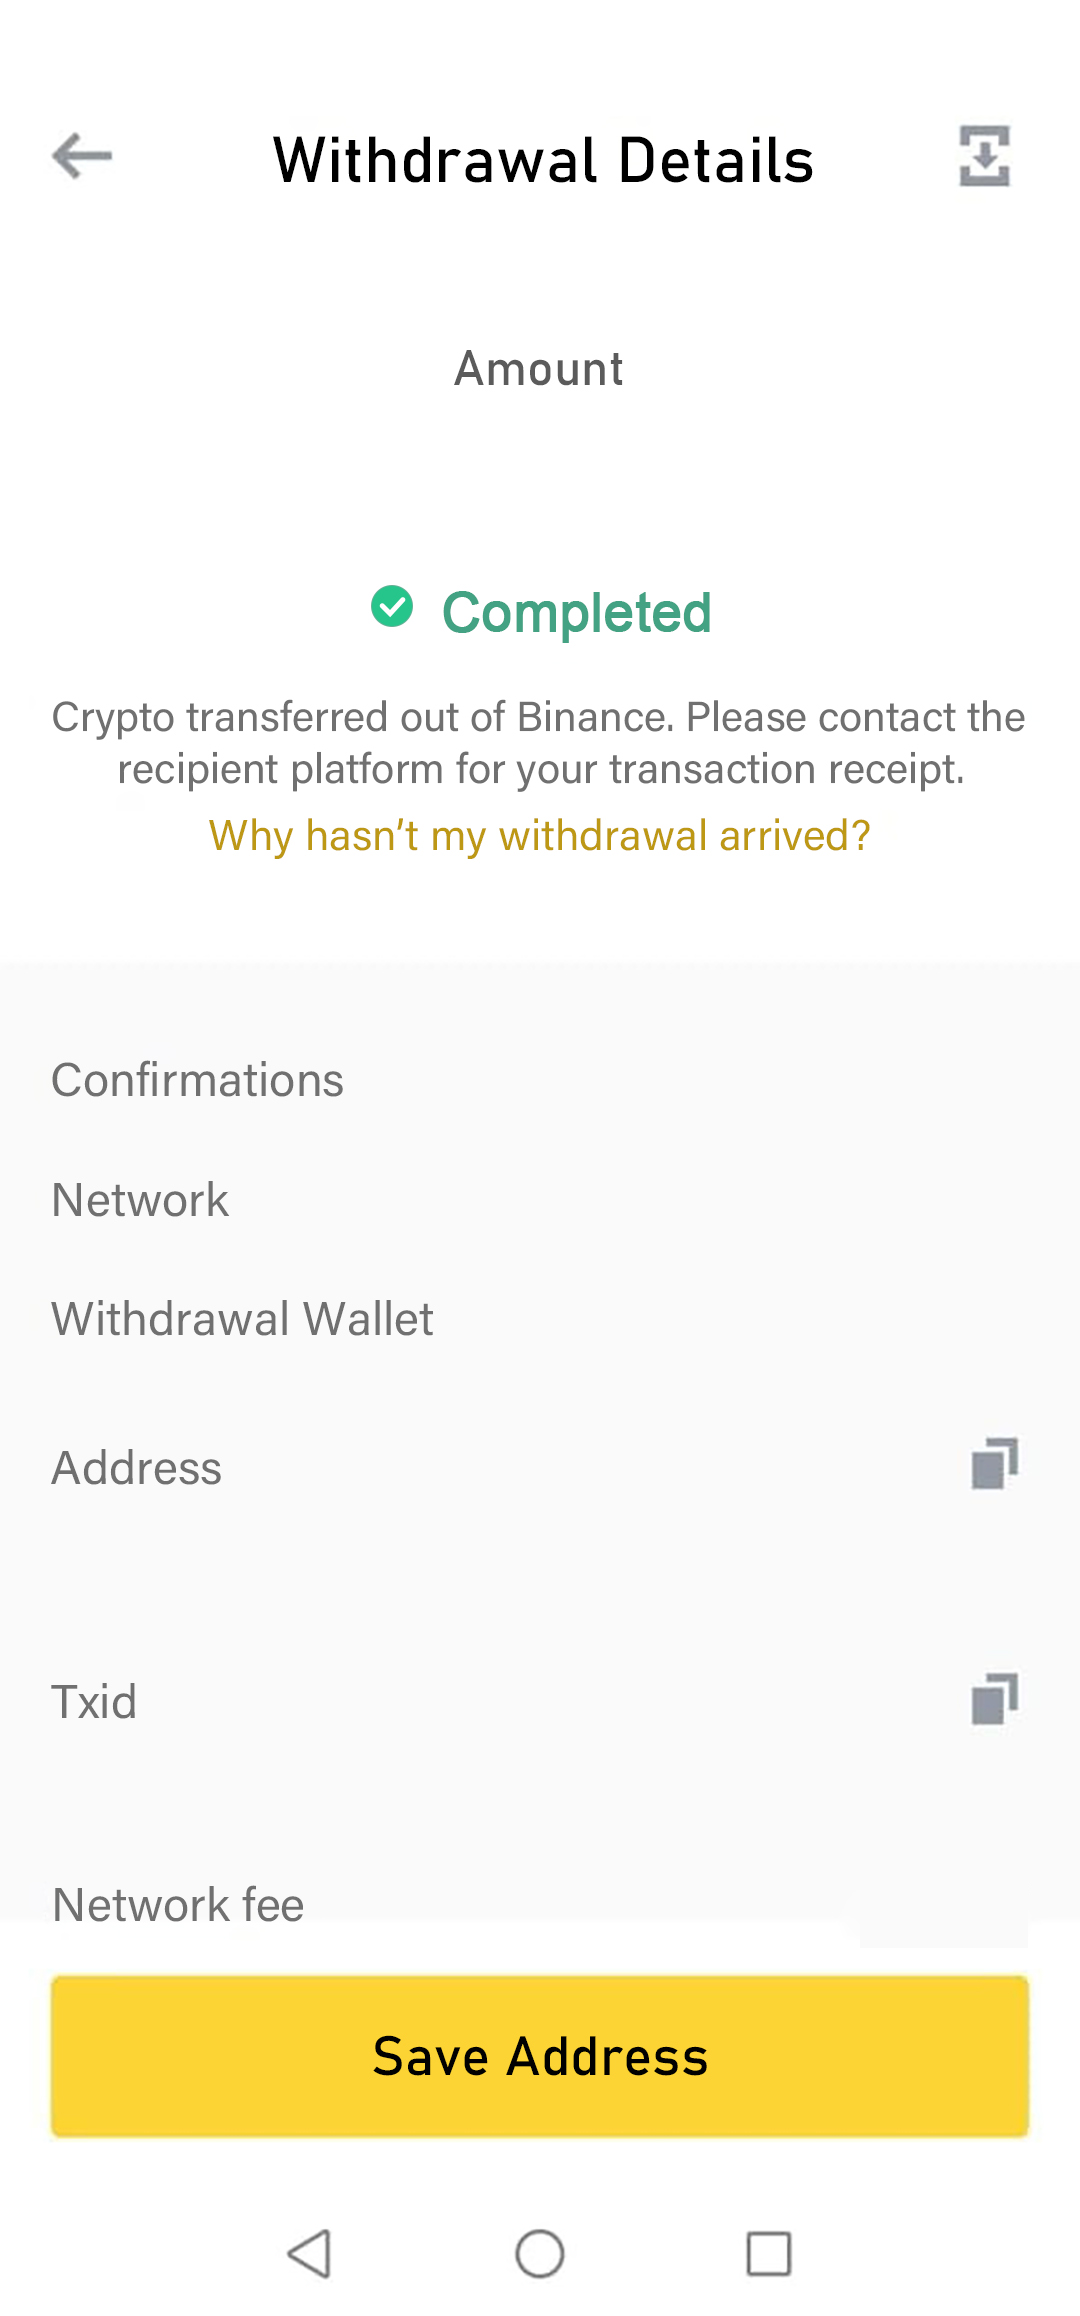 Withdrawal Details
Amount
Completed
Crypto transferred out of Binance. Please contact the
recipient platform for your transaction receipt.
Why hasn’t my withdrawal arrived?
Confirmations
Network
Withdrawal Wallet
Address
Txid
Network fee
Save Address